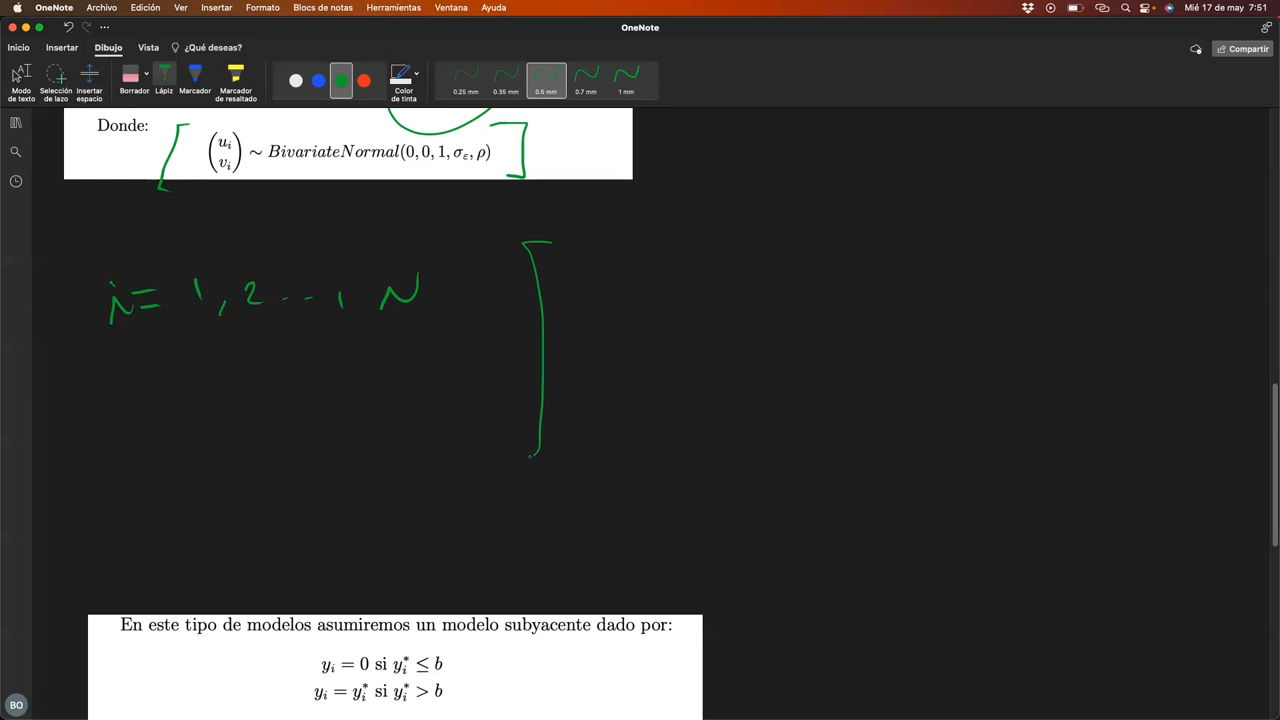 OneNote Archivo Edición Ver Insertar Formato Blocs de notas Herramientas Ventana Ayuda Mié 17 de may 7:51
OneNote
Inicio Insertar Dibujo Vista ¿Qué deseas? Compartir
Modo de texto
Selección de lazo
Insertar espacio
Borrador
Lápiz
Marcador
Marcador de resaltado
Color de tinta
0.25 mm 0.35 mm 0.5 mm 0.7 mm 1 mm
Donde:
(u_i v_i) ∼ BivariateNormal(0, 0, 1, σ_ε, ρ)
i= 1, 2 ... , N
En este tipo de modelos asumiremos un modelo subyacente dado por:
y_i = 0 si y_i^* ≤ b
y_i = y_i^* si y_i^* > b
BO